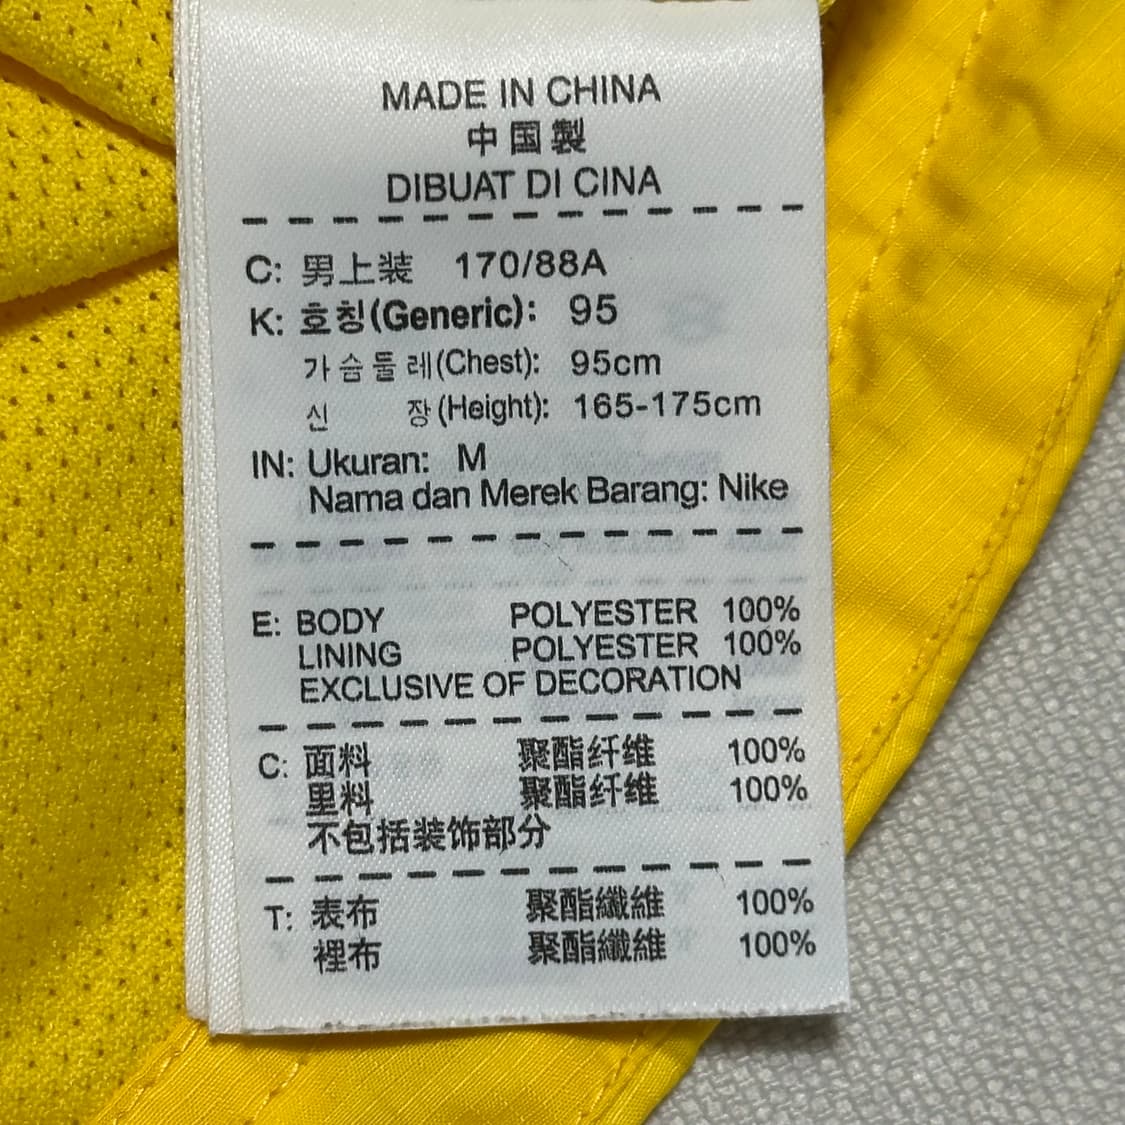 MADE IN CHINA
中国製
DIBUAT DI CINA
C: 男上装 170/88A
K: 호칭(Generic): 95
가슴둘레(Chest): 95cm
신 장(Height): 165-175cm
IN: Ukuran: M
Nama dan Merek Barang: Nike
E: BODY POLYESTER 100%
LINING POLYESTER 100%
EXCLUSIVE OF DECORATION
C: 面料 聚酯纤维 100%
里料 聚酯纤维 100%
不包括装饰部分
T: 表布 聚酯纖維 100%
裡布 聚酯纖維 100%